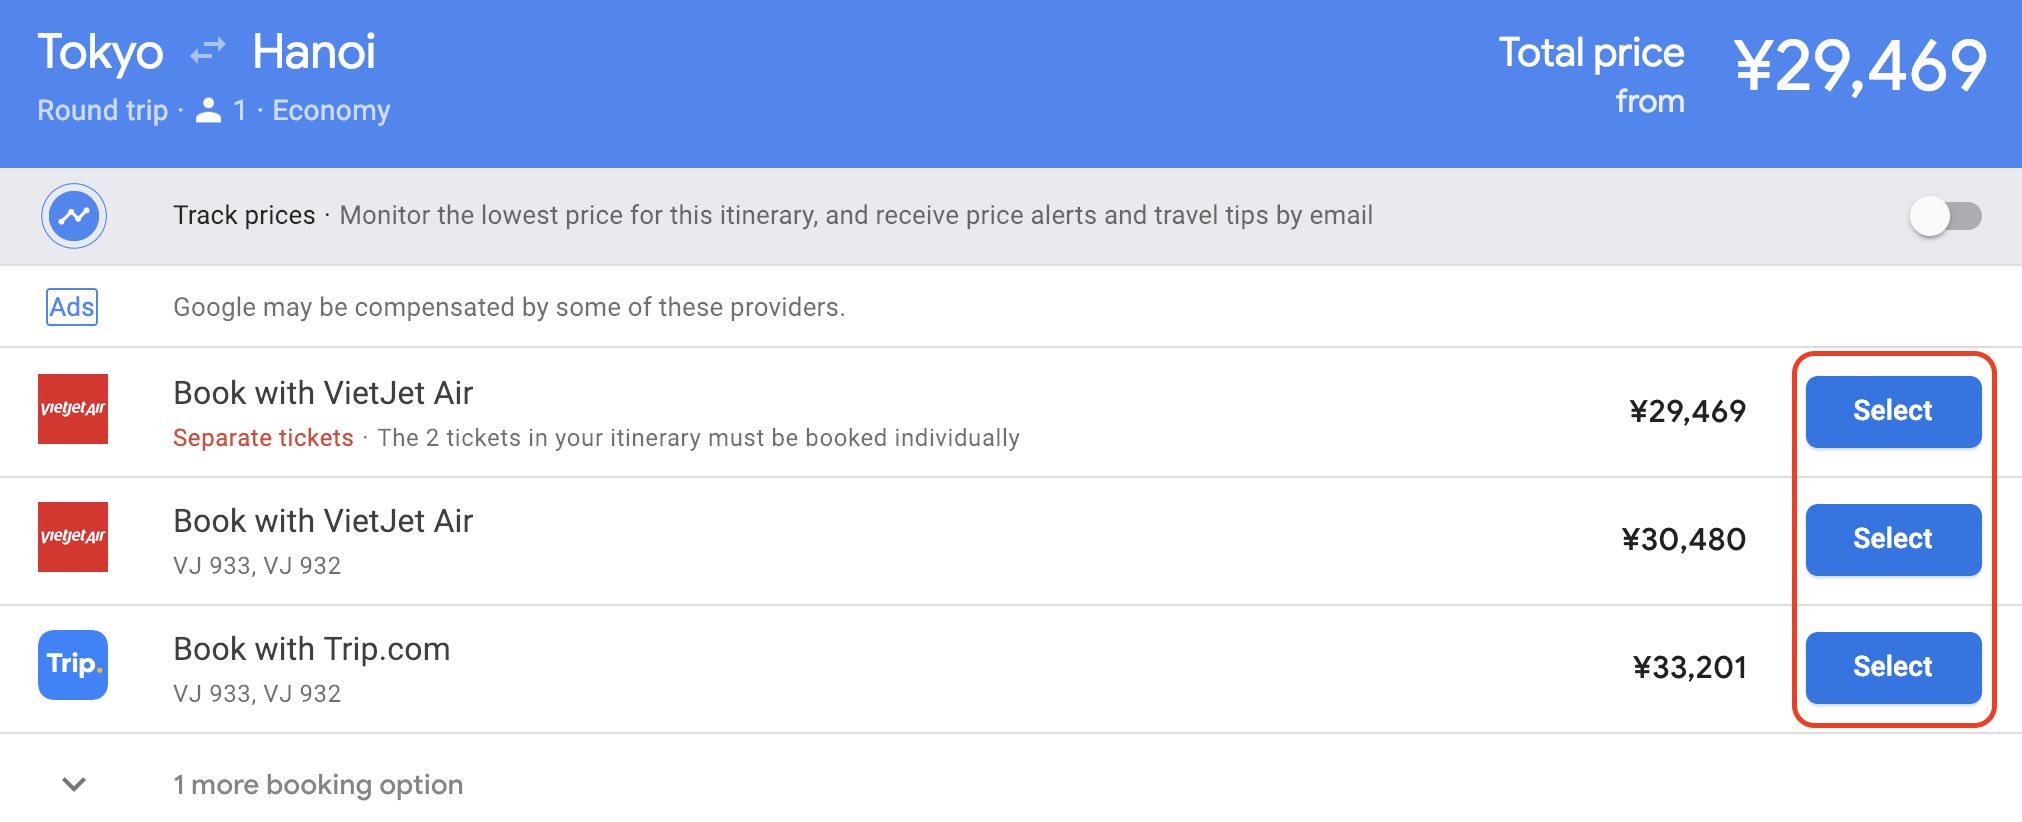 Tokyo Hanoi
Round trip · 1 · Economy
Total price ¥29,469
from
Track prices · Monitor the lowest price for this itinerary, and receive price alerts and travel tips by email
Ads Google may be compensated by some of these providers.
vietjetAir
Book with VietJet Air
Separate tickets · The 2 tickets in your itinerary must be booked individually
¥29,469
Select
vietjetAir
Book with VietJet Air
VJ 933, VJ 932
¥30,480
Select
Trip.
Book with Trip.com
VJ 933, VJ 932
¥33,201
Select
1 more booking option